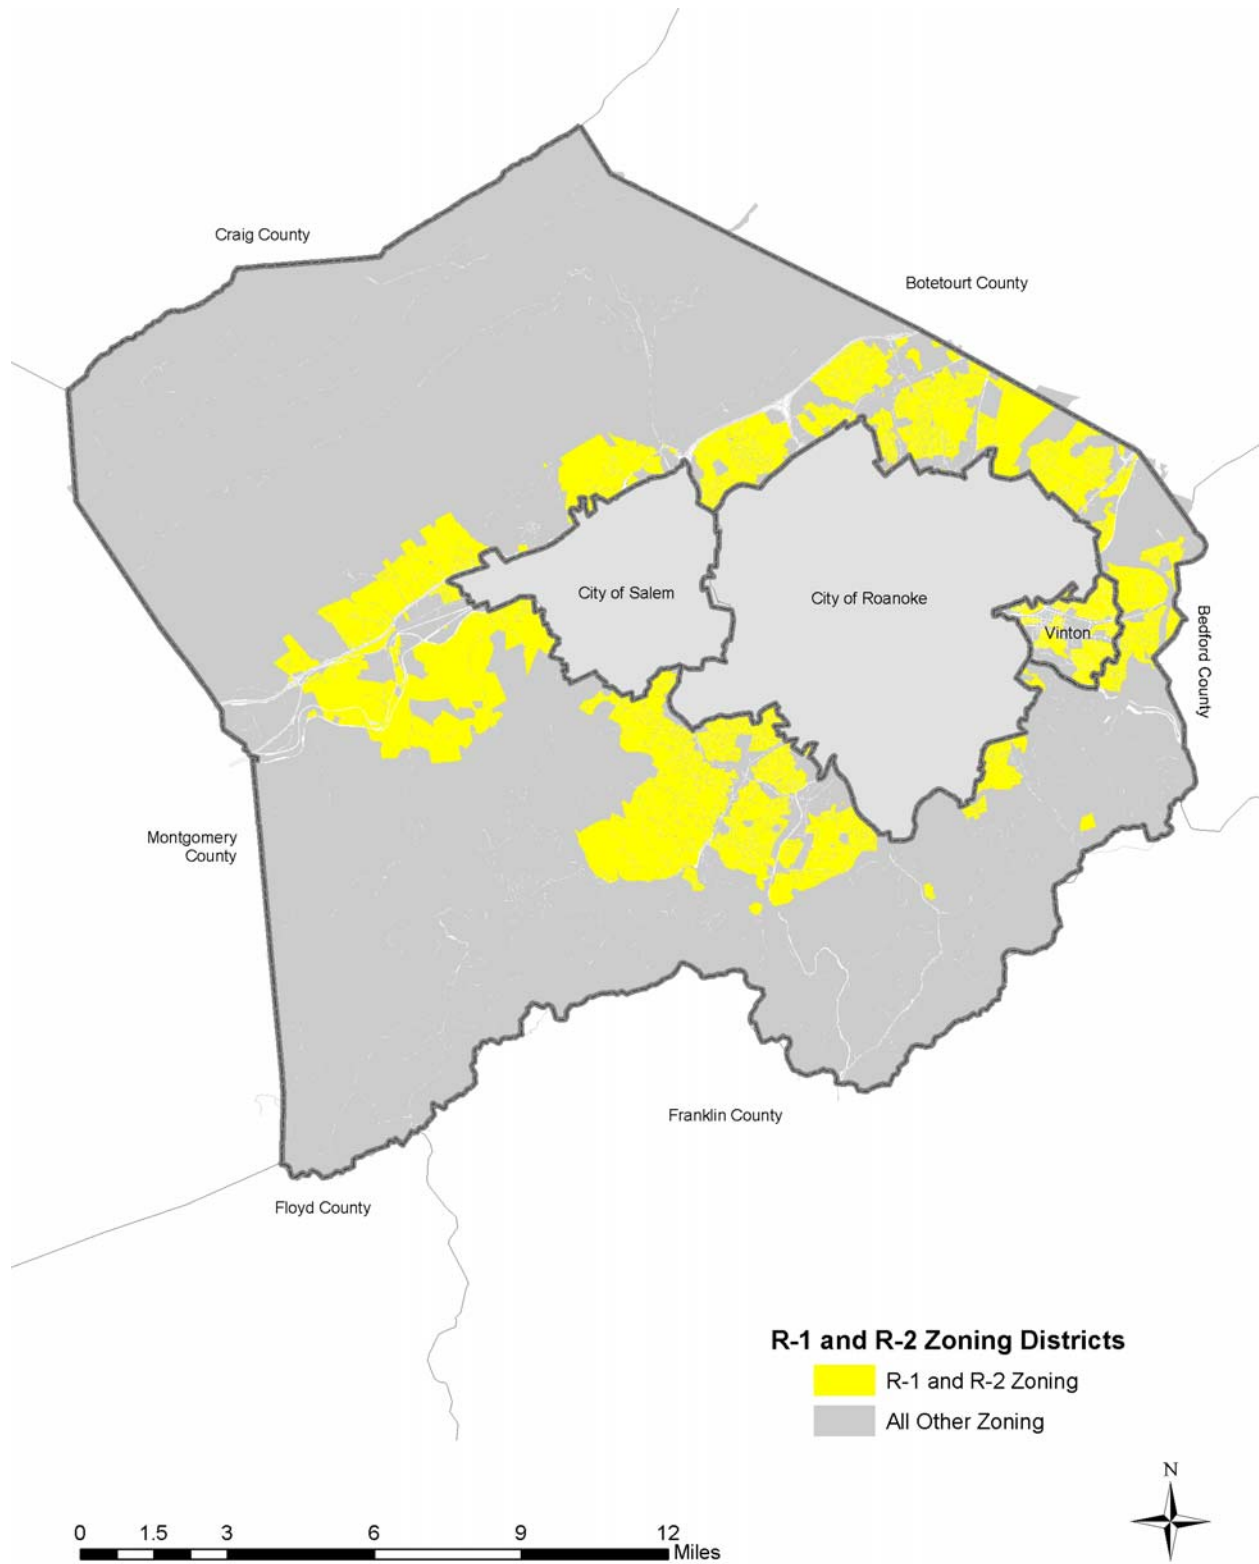 Craig County
Botetourt County
City of Salem
City of Roanoke
Vinton
Bedford County
Montgomery
County
Franklin County
Floyd County
R-1 and R-2 Zoning Districts
R-1 and R-2 Zoning
All Other Zoning
N
0 1.5 3 6 9 12
Miles